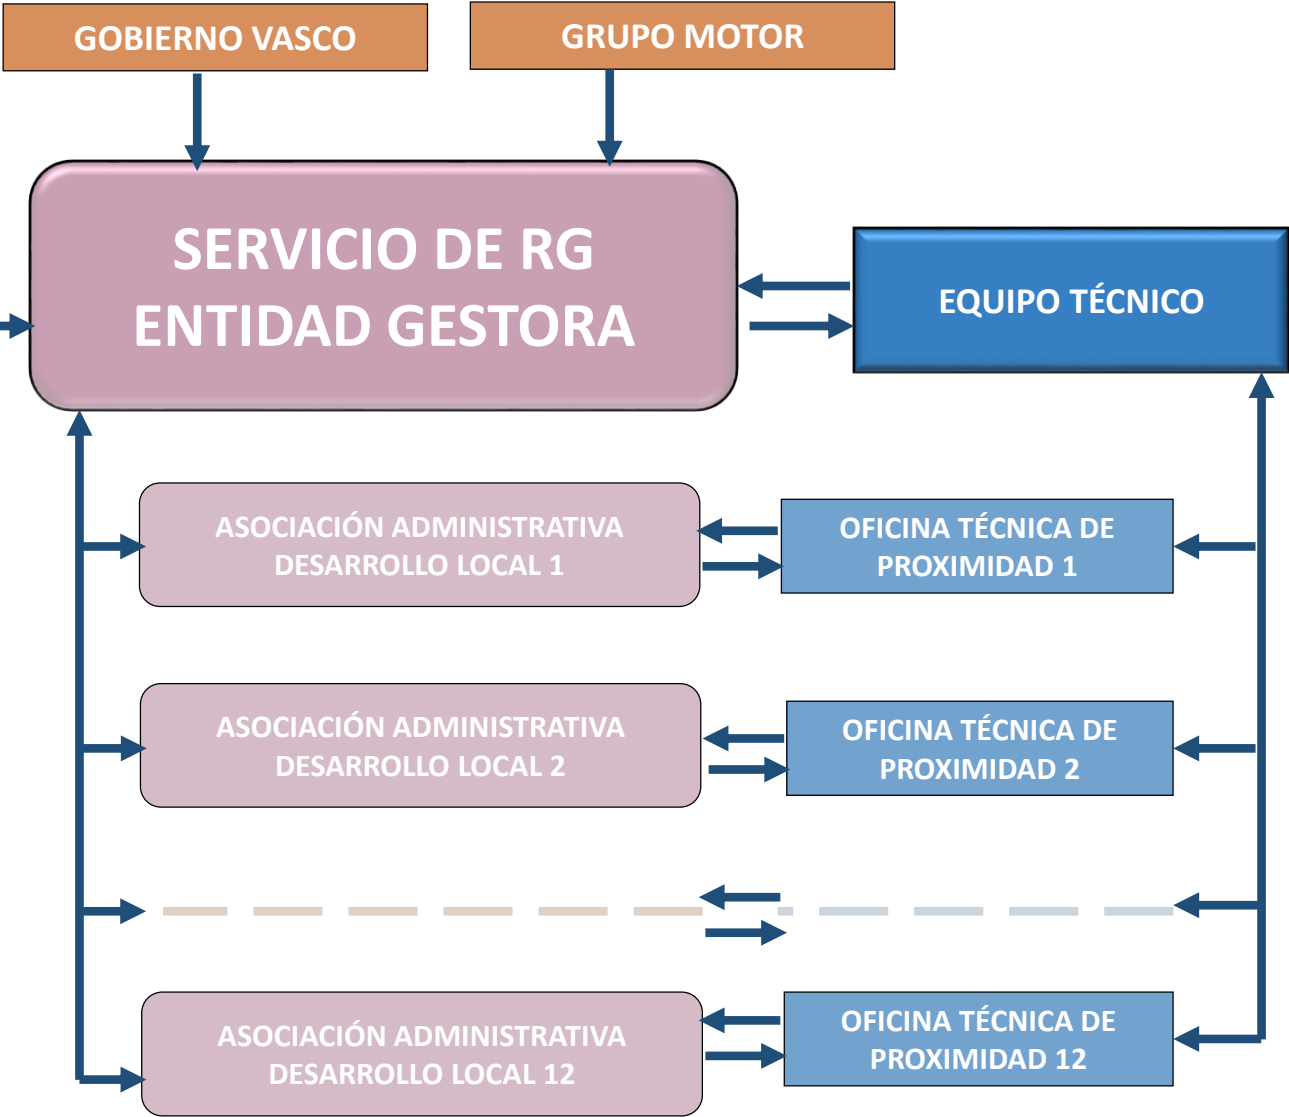 GOBIERNO VASCO
GRUPO MOTOR
SERVICIO DE RG
ENTIDAD GESTORA
EQUIPO TÉCNICO
ASOCIACIÓN ADMINISTRATIVA
DESARROLLO LOCAL 1
OFICINA TÉCNICA DE
PROXIMIDAD 1
ASOCIACIÓN ADMINISTRATIVA
DESARROLLO LOCAL 2
OFICINA TÉCNICA DE
PROXIMIDAD 2
ASOCIACIÓN ADMINISTRATIVA
DESARROLLO LOCAL 12
OFICINA TÉCNICA DE
PROXIMIDAD 12